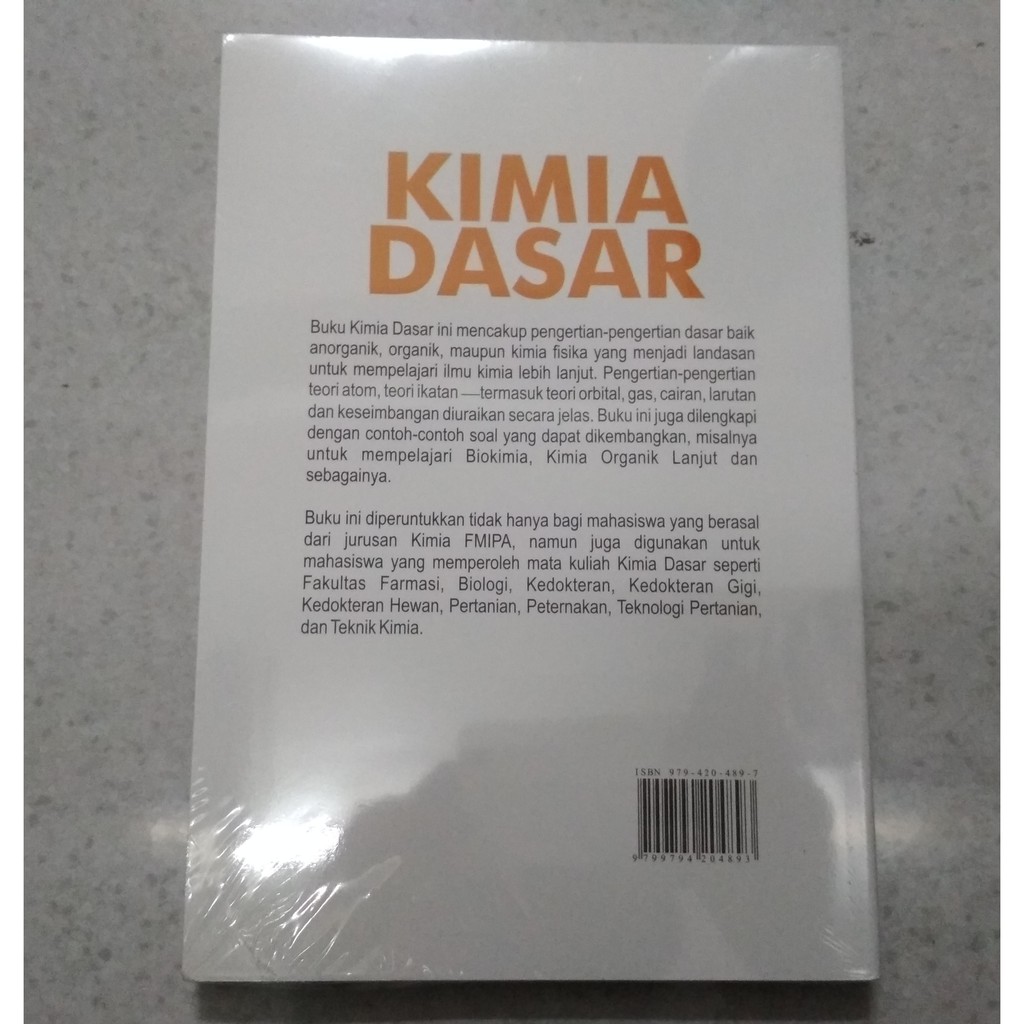 KIMIA
DASAR
Buku Kimia Dasar ini mencakup pengertian-pengertian dasar baik
anorganik, organik, maupun kimia fisika yang menjadi landasan
untuk mempelajari ilmu kimia lebih lanjut. Pengertian-pengertian
teori atom, teori ikatan —termasuk teori orbital, gas, cairan, larutan
dan keseimbangan diuraikan secara jelas. Buku ini juga dilengkapi
dengan contoh-contoh soal yang dapat dikembangkan, misalnya
untuk mempelajari Biokimia, Kimia Organik Lanjut dan
sebagainya.
Buku ini diperuntukkan tidak hanya bagi mahasiswa yang berasal
dari jurusan Kimia FMIPA, namun juga digunakan untuk
mahasiswa yang memperoleh mata kuliah Kimia Dasar seperti
Fakultas Farmasi, Biologi, Kedokteran, Kedokteran Gigi,
Kedokteran Hewan, Pertanian, Peternakan, Teknologi Pertanian,
dan Teknik Kimia.
ISBN 979-420-489-7
9 799794 204893